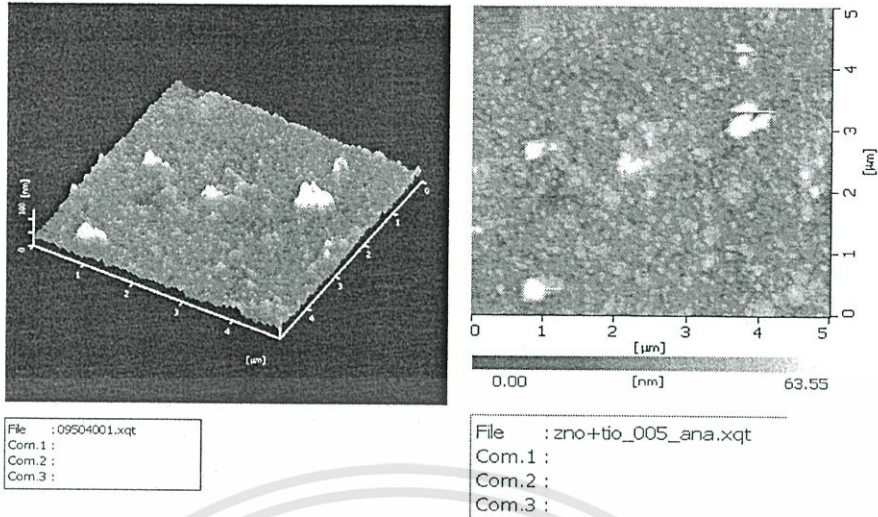 100 [nm]
0
1
2
3
4
[µm]
4
3
2
1
0
File : 09504001.xqt
Com.1 :
Com.2 :
Com.3 :
5
4
3
2
1
0
[µm]
0 1 2 3 4 5
[µm]
0.00 [nm] 63.55
File : zno+tio_005_ana.xqt
Com.1 :
Com.2 :
Com.3 :